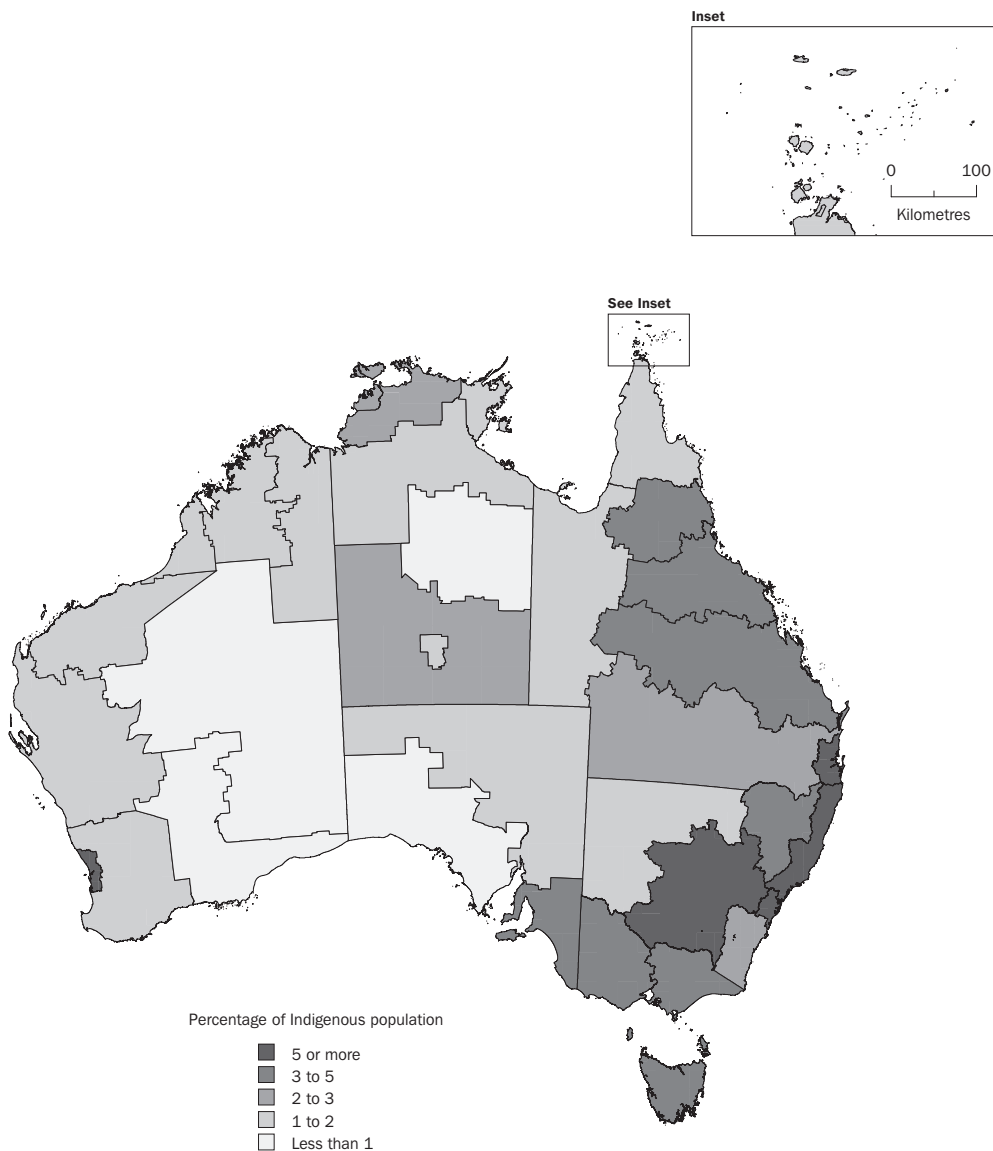 Inset
0 100
Kilometres
See Inset
Percentage of Indigenous population
5 or more
3 to 5
2 to 3
1 to 2
Less than 1